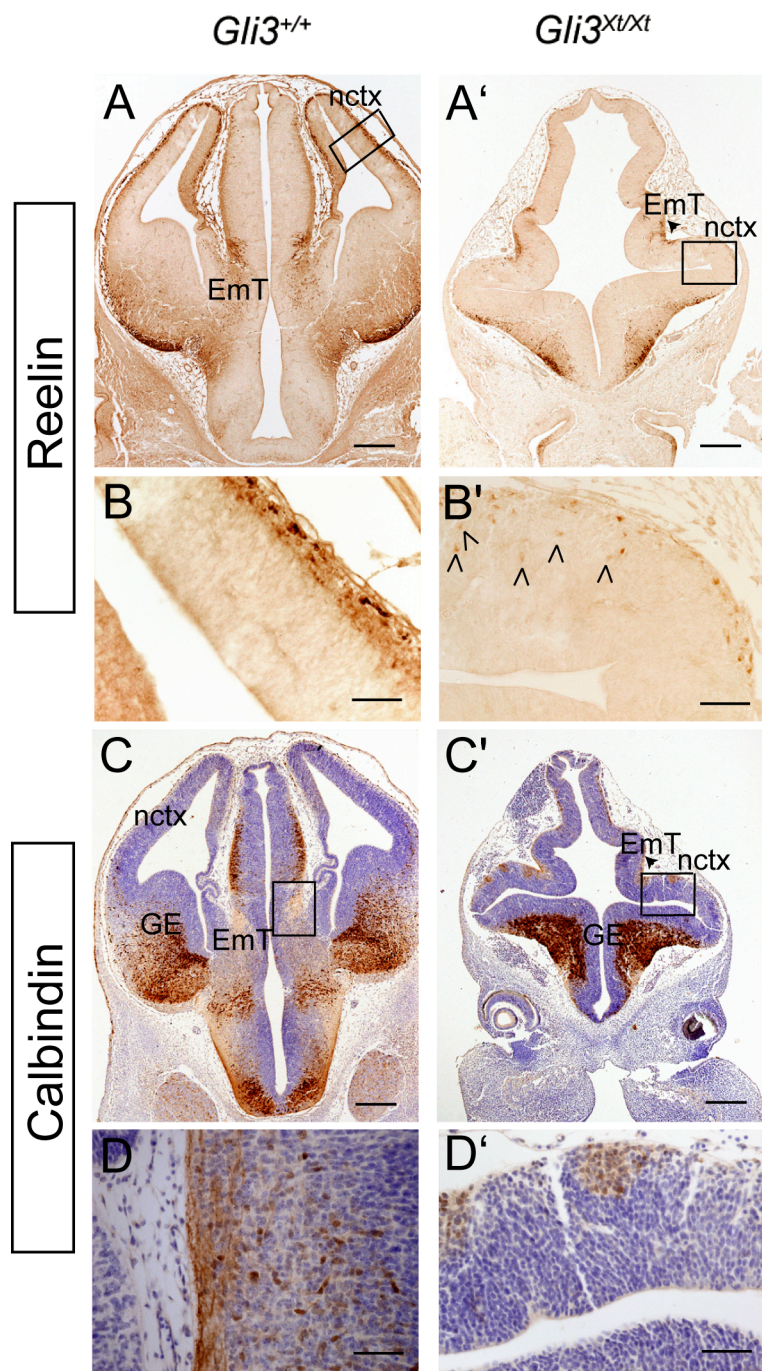 Gli3+/+
Gli3Xt/Xt
Reelin
A
nctx
EmT
A‘
EmT
nctx
B
B'
Calbindin
C
nctx
GE
EmT
C'
EmT
nctx
GE
D
D‘